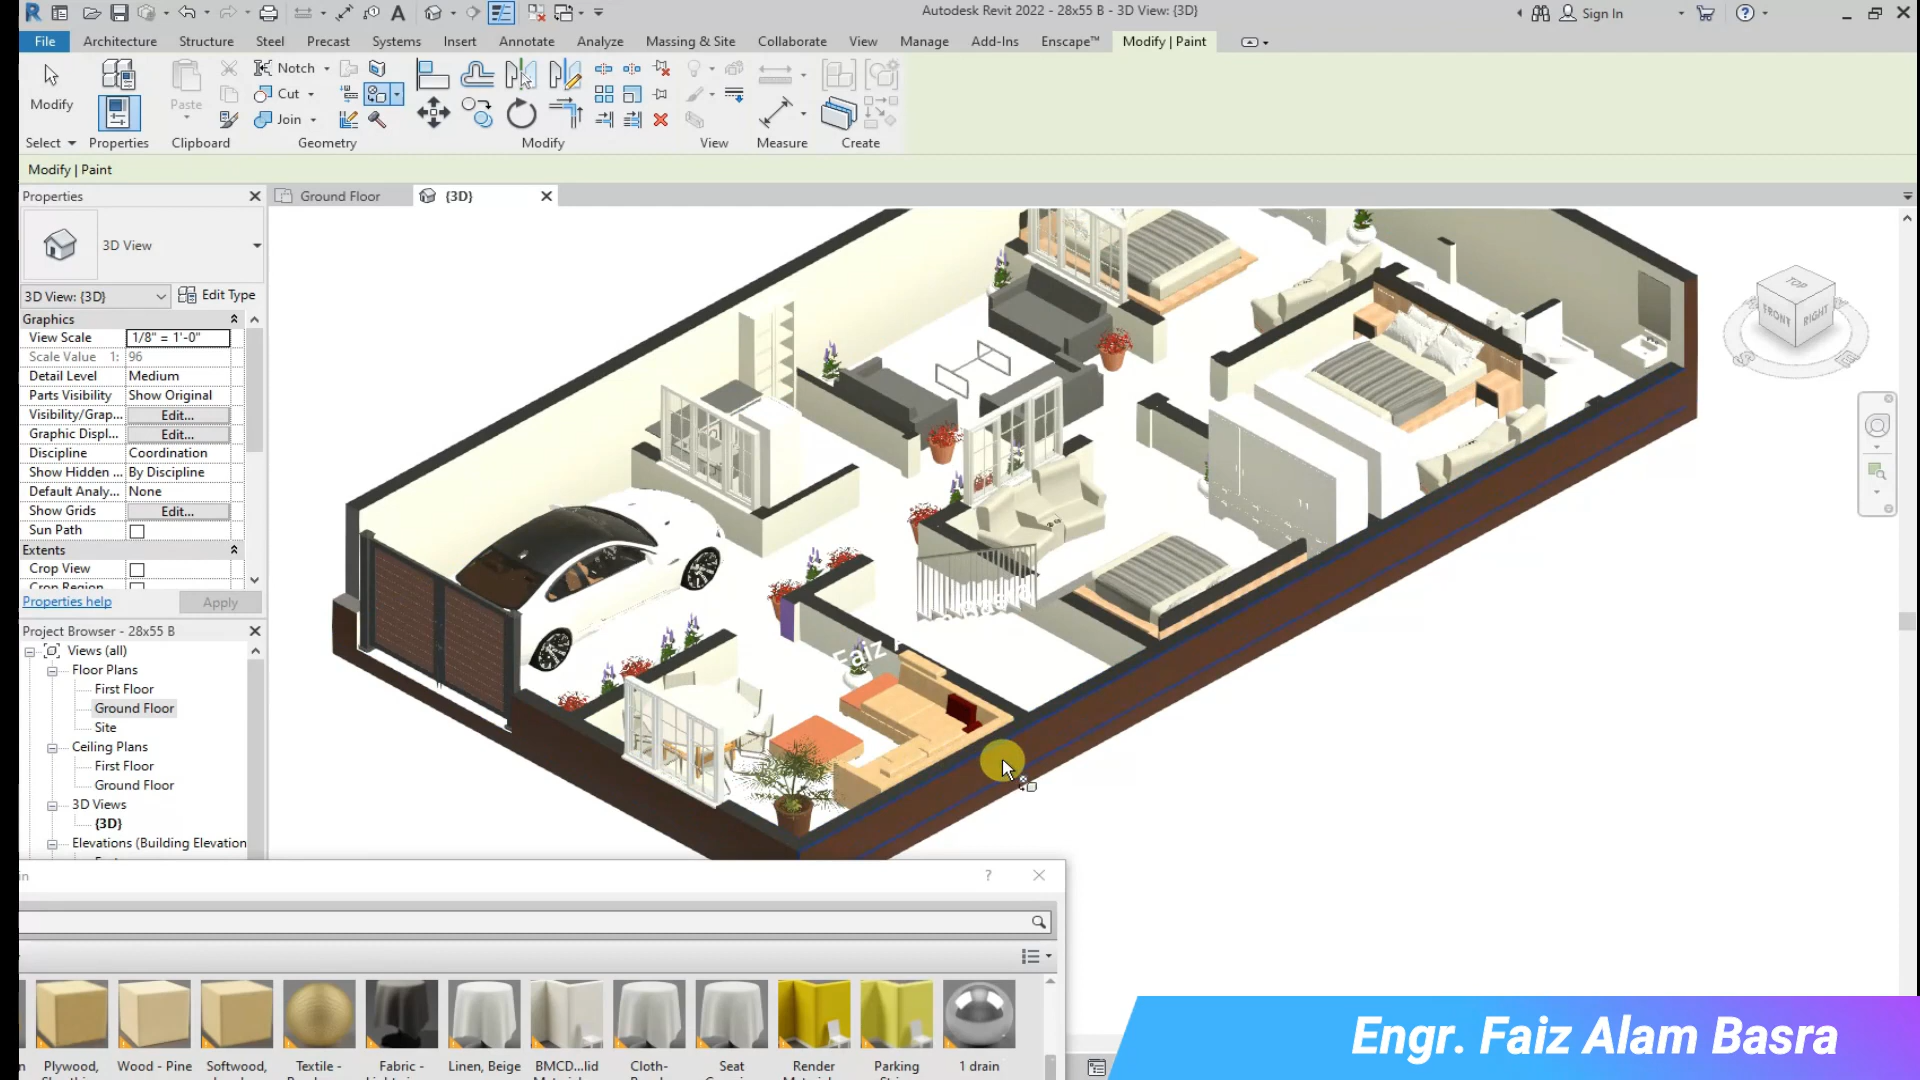 Autodesk Revit 2022 - 28x55 B - 3D View: {3D}
Sign In
File
Architecture
Structure
Steel
Precast
Systems
Insert
Annotate
Analyze
Massing & Site
Collaborate
View
Manage
Add-Ins
Enscape™
Modify | Paint
Modify
Paste
Notch
Cut
Join
Select
Properties
Clipboard
Geometry
Modify
View
Measure
Create
Modify | Paint
Properties
Ground Floor
{3D}
3D View
3D View: {3D}
Edit Type
Graphics
View Scale 1/8" = 1'-0"
Scale Value 1: 96
Detail Level Medium
Parts Visibility Show Original
Visibility/Grap... Edit...
Graphic Displ... Edit...
Discipline Coordination
Show Hidden ... By Discipline
Default Analy... None
Show Grids Edit...
Sun Path
Extents
Crop View
Crop Region
Properties help
Apply
Project Browser - 28x55 B
Views (all)
Floor Plans
First Floor
Ground Floor
Site
Ceiling Plans
First Floor
Ground Floor
3D Views
{3D}
Elevations (Building Elevation
TOP
FRONT
RIGHT
Faiz A
Plywood,
Wood - Pine
Softwood,
Textile -
Fabric -
Linen, Beige
BMCD...lid
Cloth-
Seat
Render
Parking
1 drain
Engr. Faiz Alam Basra